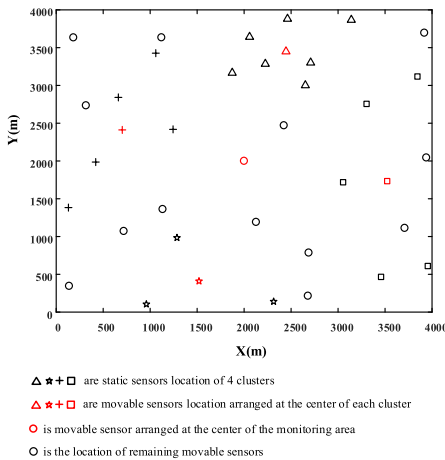 4000
3500
3000
2500
2000
1500
1000
500
0
Y(m)
0 500 1000 1500 2000 2500 3000 3500 4000
X(m)
are static sensors location of 4 clusters
are movable sensors location arranged at the center of each cluster
is movable sensor arranged at the center of the monitoring area
is the location of remaining movable sensors